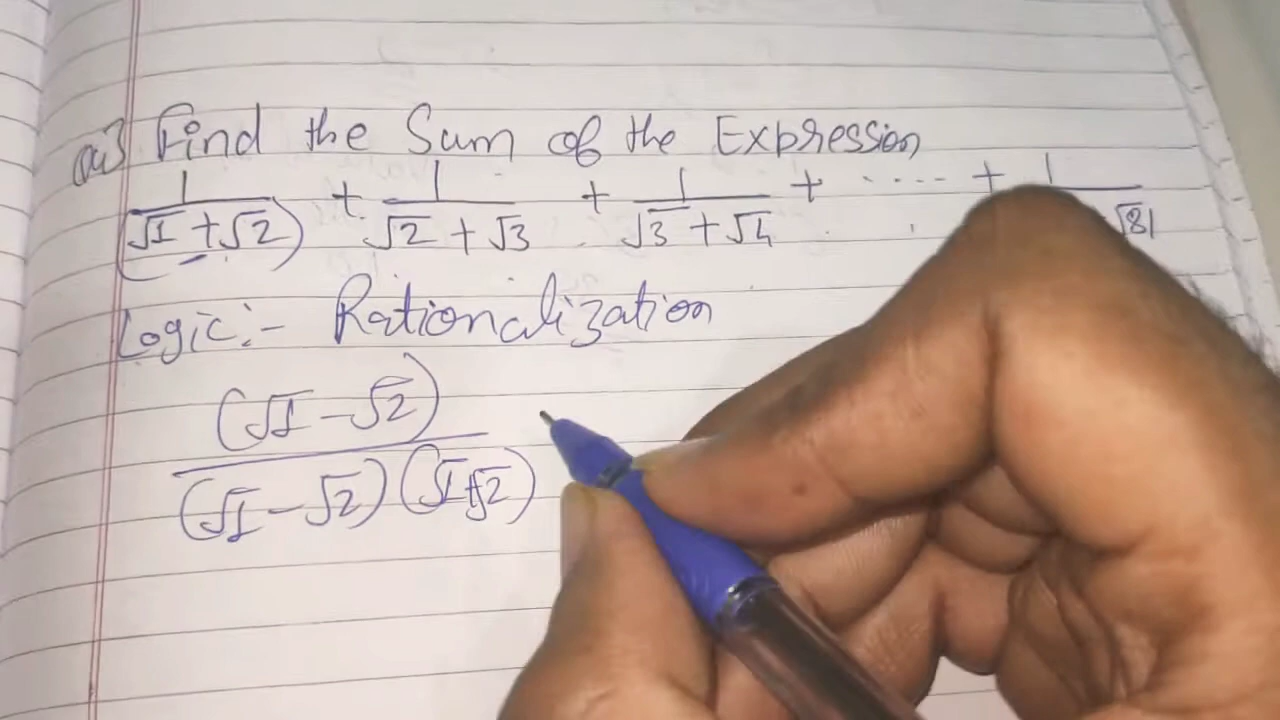 Q3 Find the Sum of the Expression
1/(√1 + √2) + 1/√2 + √3 + 1/√3 + √4 + ..... + 1/ √81
Logic:- Rationalization
(√1 - √2)
(√1 - √2) (√1+√2)